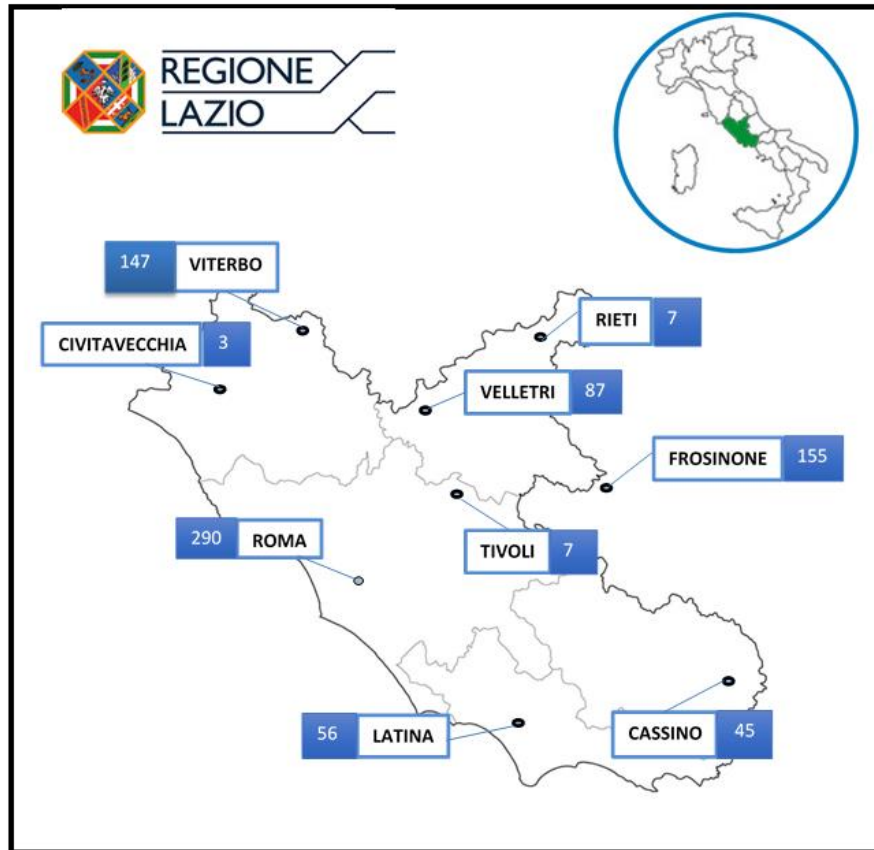 REGIONE
LAZIO
147 VITERBO
CIVITAVECCHIA 3
RIETI 7
VELLETRI 87
FROSINONE 155
290 ROMA
TIVOLI 7
56 LATINA
CASSINO 45